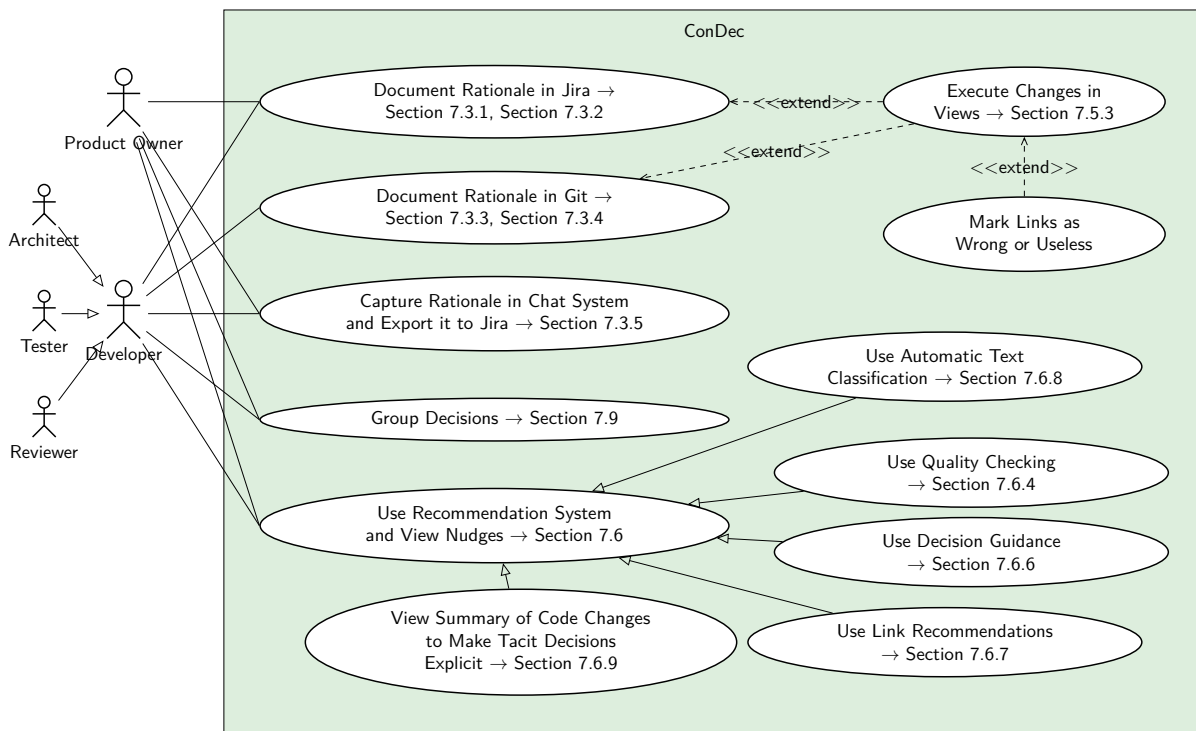 ConDec
Product Owner
Architect
Tester
Developer
Reviewer
Document Rationale in Jira →
Section 7.3.1, Section 7.3.2
<<extend>>
Execute Changes in
Views → Section 7.5.3
<<extend>>
<<extend>>
Document Rationale in Git →
Section 7.3.3, Section 7.3.4
Mark Links as
Wrong or Useless
Capture Rationale in Chat System
and Export it to Jira → Section 7.3.5
Use Automatic Text
Classification → Section 7.6.8
Group Decisions → Section 7.9
Use Quality Checking
→ Section 7.6.4
Use Recommendation System
and View Nudges → Section 7.6
Use Decision Guidance
→ Section 7.6.6
View Summary of Code Changes
to Make Tacit Decisions
Explicit → Section 7.6.9
Use Link Recommendations
→ Section 7.6.7